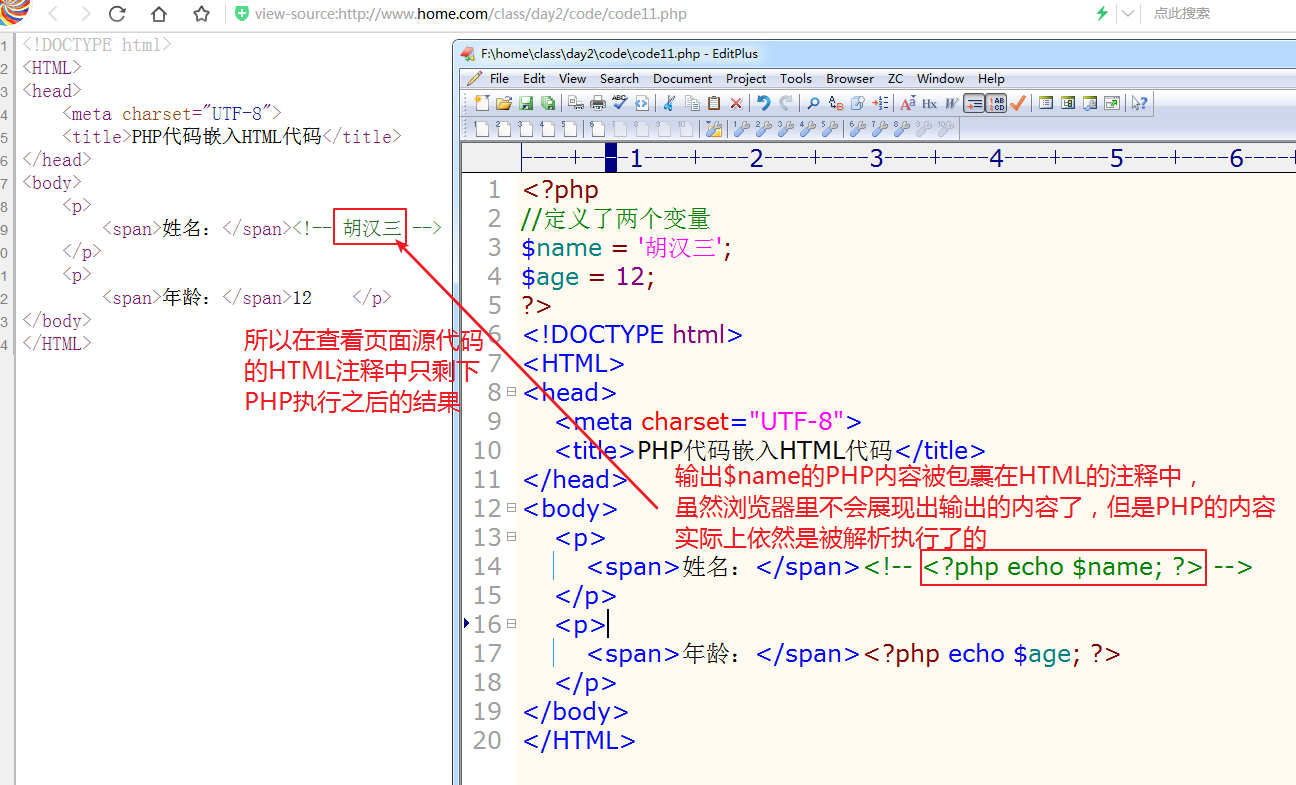 view-source:http://www.home.com/class/day2/code/code11.php
点此搜索
1 <!DOCTYPE html>
2 <HTML>
3 <head>
4 <meta charset="UTF-8">
5 <title>PHP代码嵌入HTML代码</title>
6 </head>
7 <body>
8 <p>
9 <span>姓名：</span><!-- 胡汉三 -->
0 </p>
1 <p>
2 <span>年龄：</span>12 </p>
3 </body>
4 </HTML>
所以在查看页面源代码
的HTML注释中只剩下
PHP执行之后的结果
F:\home\class\day2\code\code11.php - EditPlus
File Edit View Search Document Project Tools Browser ZC Window Help
----+----1----+----2----+----3----+----4----+----5----+----6----+
1 <?php
2 //定义了两个变量
3 $name = '胡汉三';
4 $age = 12;
5 ?>
6 <!DOCTYPE html>
7 <HTML>
8 <head>
9 <meta charset="UTF-8">
10 <title>PHP代码嵌入HTML代码</title>
11 </head>
12 <body>
13 <p>
14 <span>姓名：</span><!-- <?php echo $name; ?> -->
15 </p>
16 <p>
17 <span>年龄：</span><?php echo $age; ?>
18 </p>
19 </body>
20 </HTML>
输出$name的PHP内容被包裹在HTML的注释中，
虽然浏览器里不会展现出输出的内容了，但是PHP的内容
实际上依然是被解析执行了的